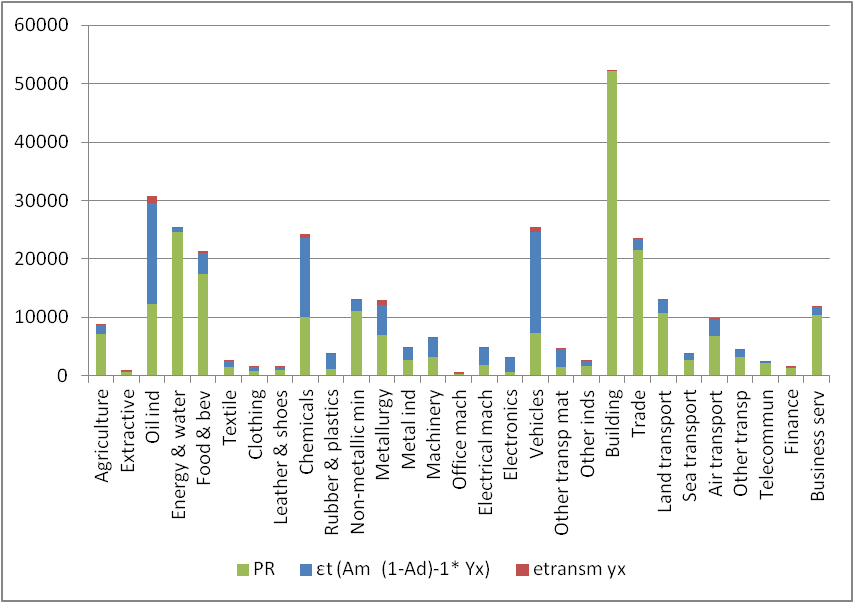 60000
50000
40000
30000
20000
10000
0
Agriculture
Extractive
Oil ind
Energy & water
Food & bev
Textile
Clothing
Leather & shoes
Chemicals
Rubber & plastics
Non-metallic min
Metallurgy
Metal ind
Machinery
Office mach
Electrical mach
Electronics
Vehicles
Other transp mat
Other inds
Building
Trade
Land transport
Sea transport
Air transport
Other transp
Telecommun
Finance
Business serv
PR
εt (Am (1-Ad)-1* Yx)
etransm yx